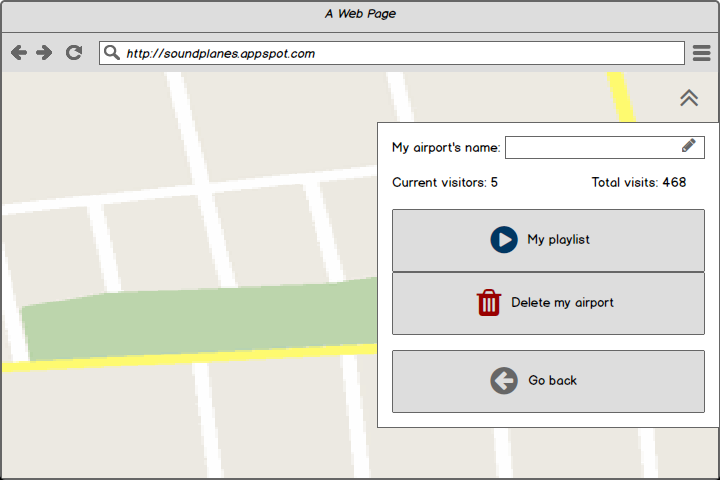 A Web Page
http://soundplanes.appspot.com
My airport's name:
Current visitors: 5 Total visits: 468
My playlist
Delete my airport
Go back